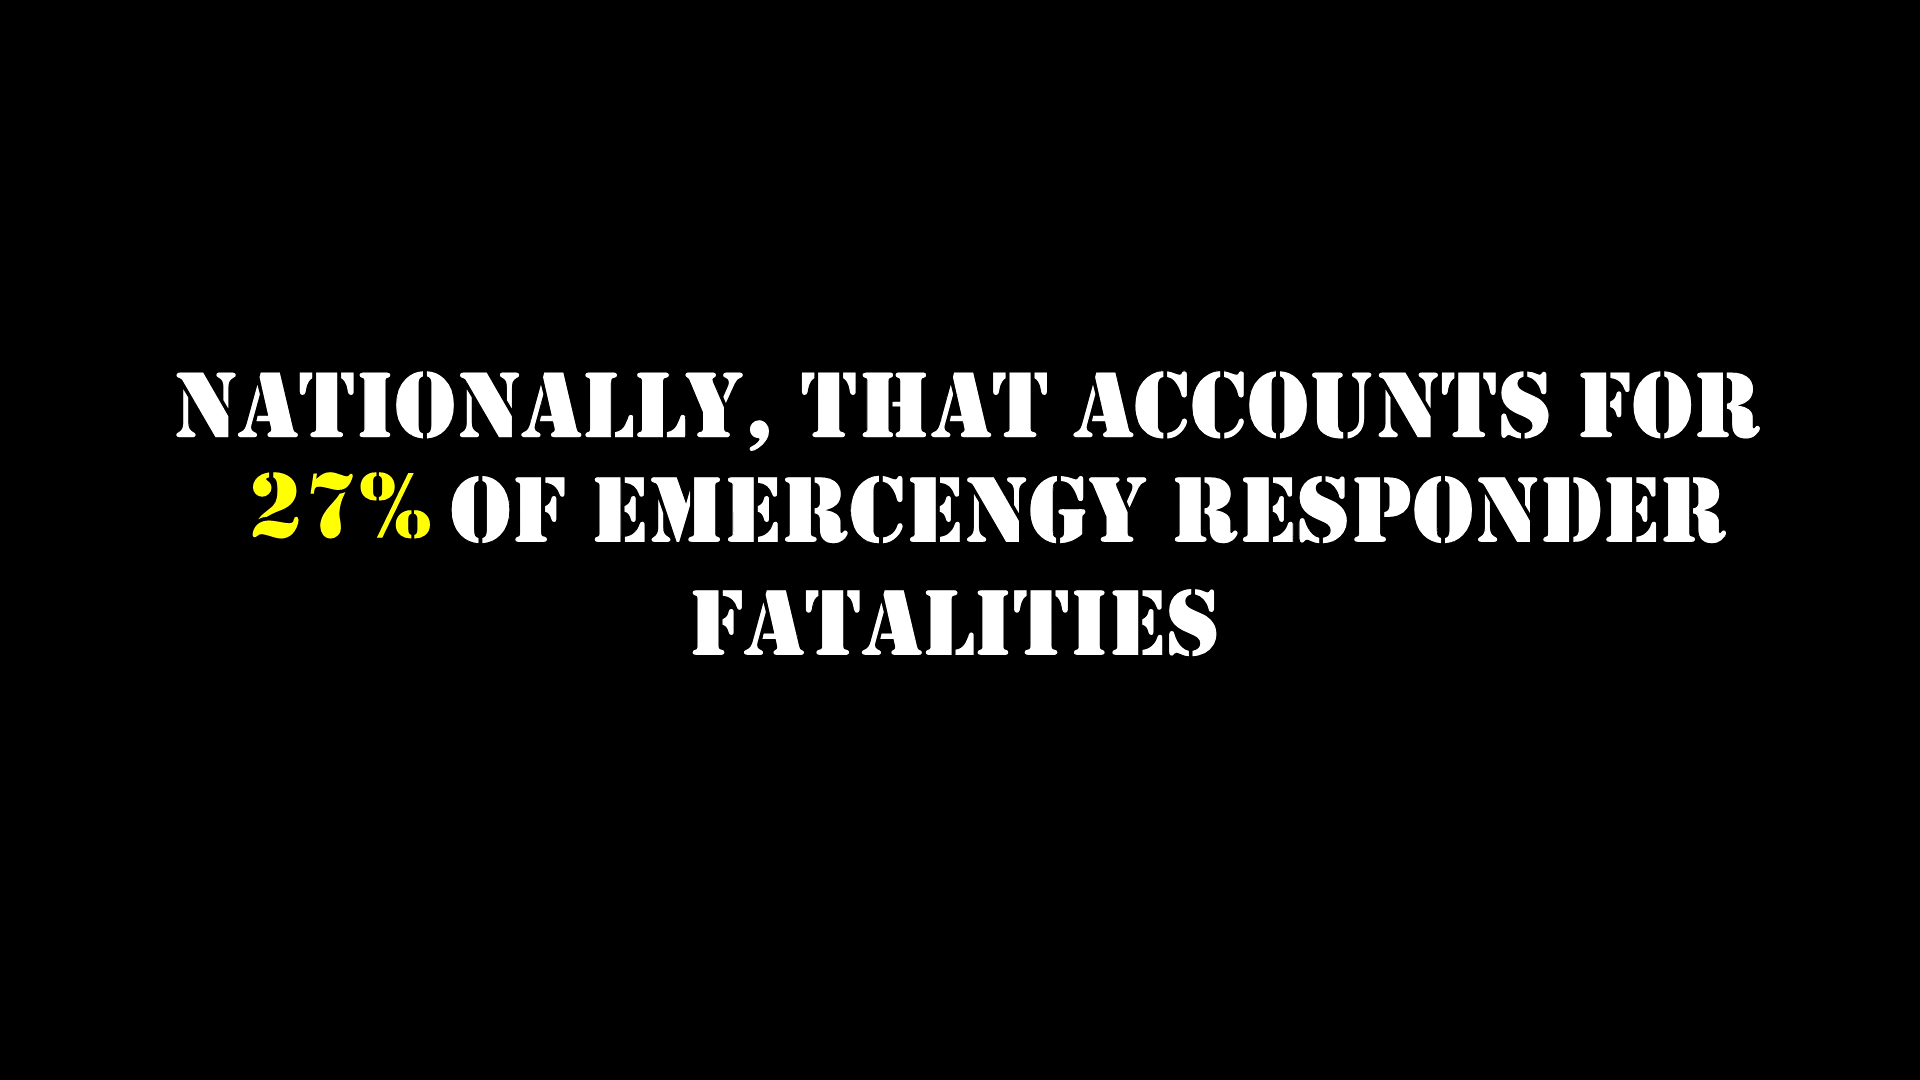 NATIONALLY, THAT ACCOUNTS FOR
27% OF EMERCENGY RESPONDER
FATALITIES